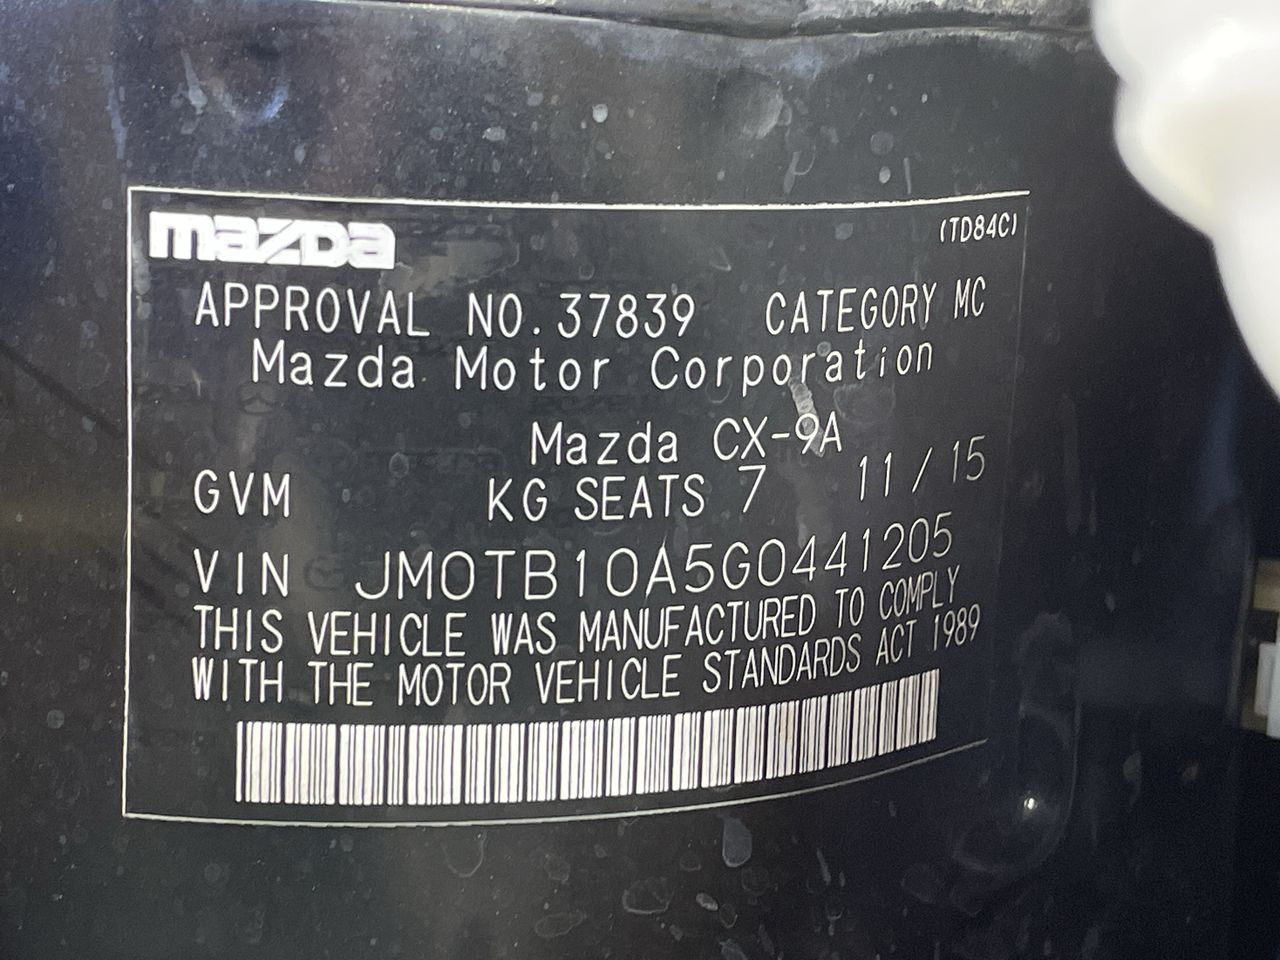 mazDa
(TD84C)
APPROVAL NO. 37839 CATEGORY MC
Mazda Motor Corporation
Mazda CX-9A
GVM KG SEATS 7 11/15
VIN JM0TB10A5G0441205
THIS VEHICLE WAS MANUFACTURED TO COMPLY
WITH THE MOTOR VEHICLE STANDARDS ACT 1989